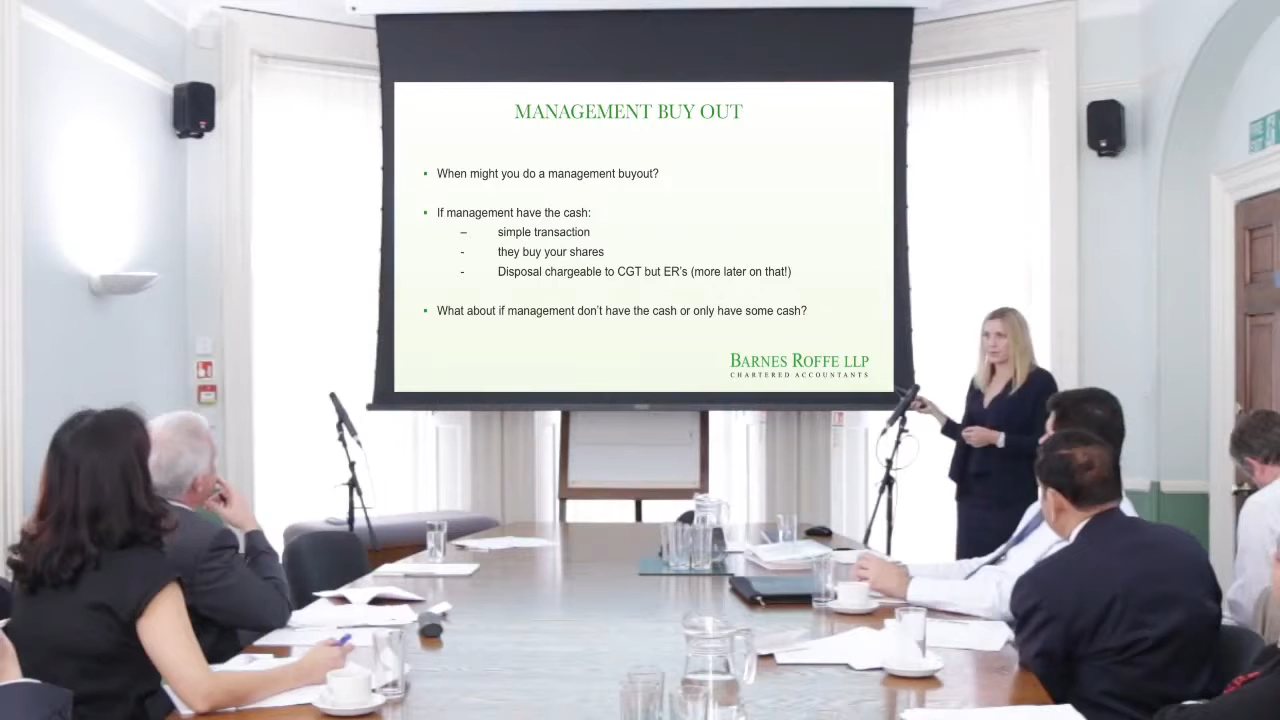 MANAGEMENT BUY OUT
▪ When might you do a management buyout?
▪ If management have the cash:
– simple transaction
- they buy your shares
- Disposal chargeable to CGT but ER’s (more later on that!)
▪ What about if management don’t have the cash or only have some cash?
BARNES ROFFE LLP
CHARTERED ACCOUNTANTS